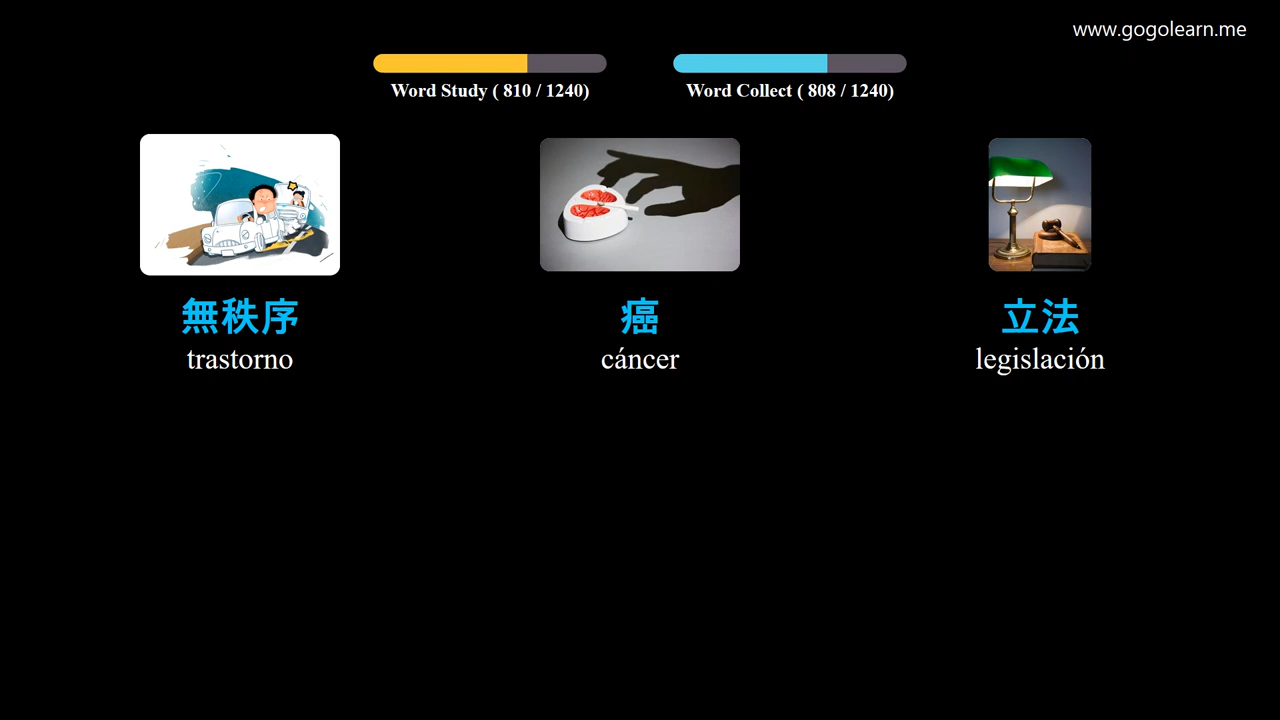 www.gogolearn.me
Word Study ( 810 / 1240)
Word Collect ( 808 / 1240)
無秩序
癌
立法
trastorno
cáncer
legislación